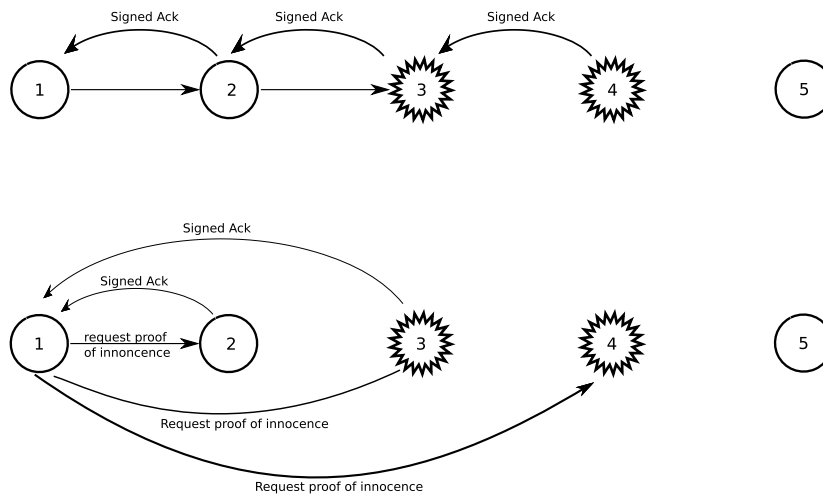 Signed Ack
Signed Ack
Signed Ack
1
2
3
4
5
Signed Ack
Signed Ack
1
request proof
of innoncence
2
3
4
5
Request proof of innocence
Request proof of innocence